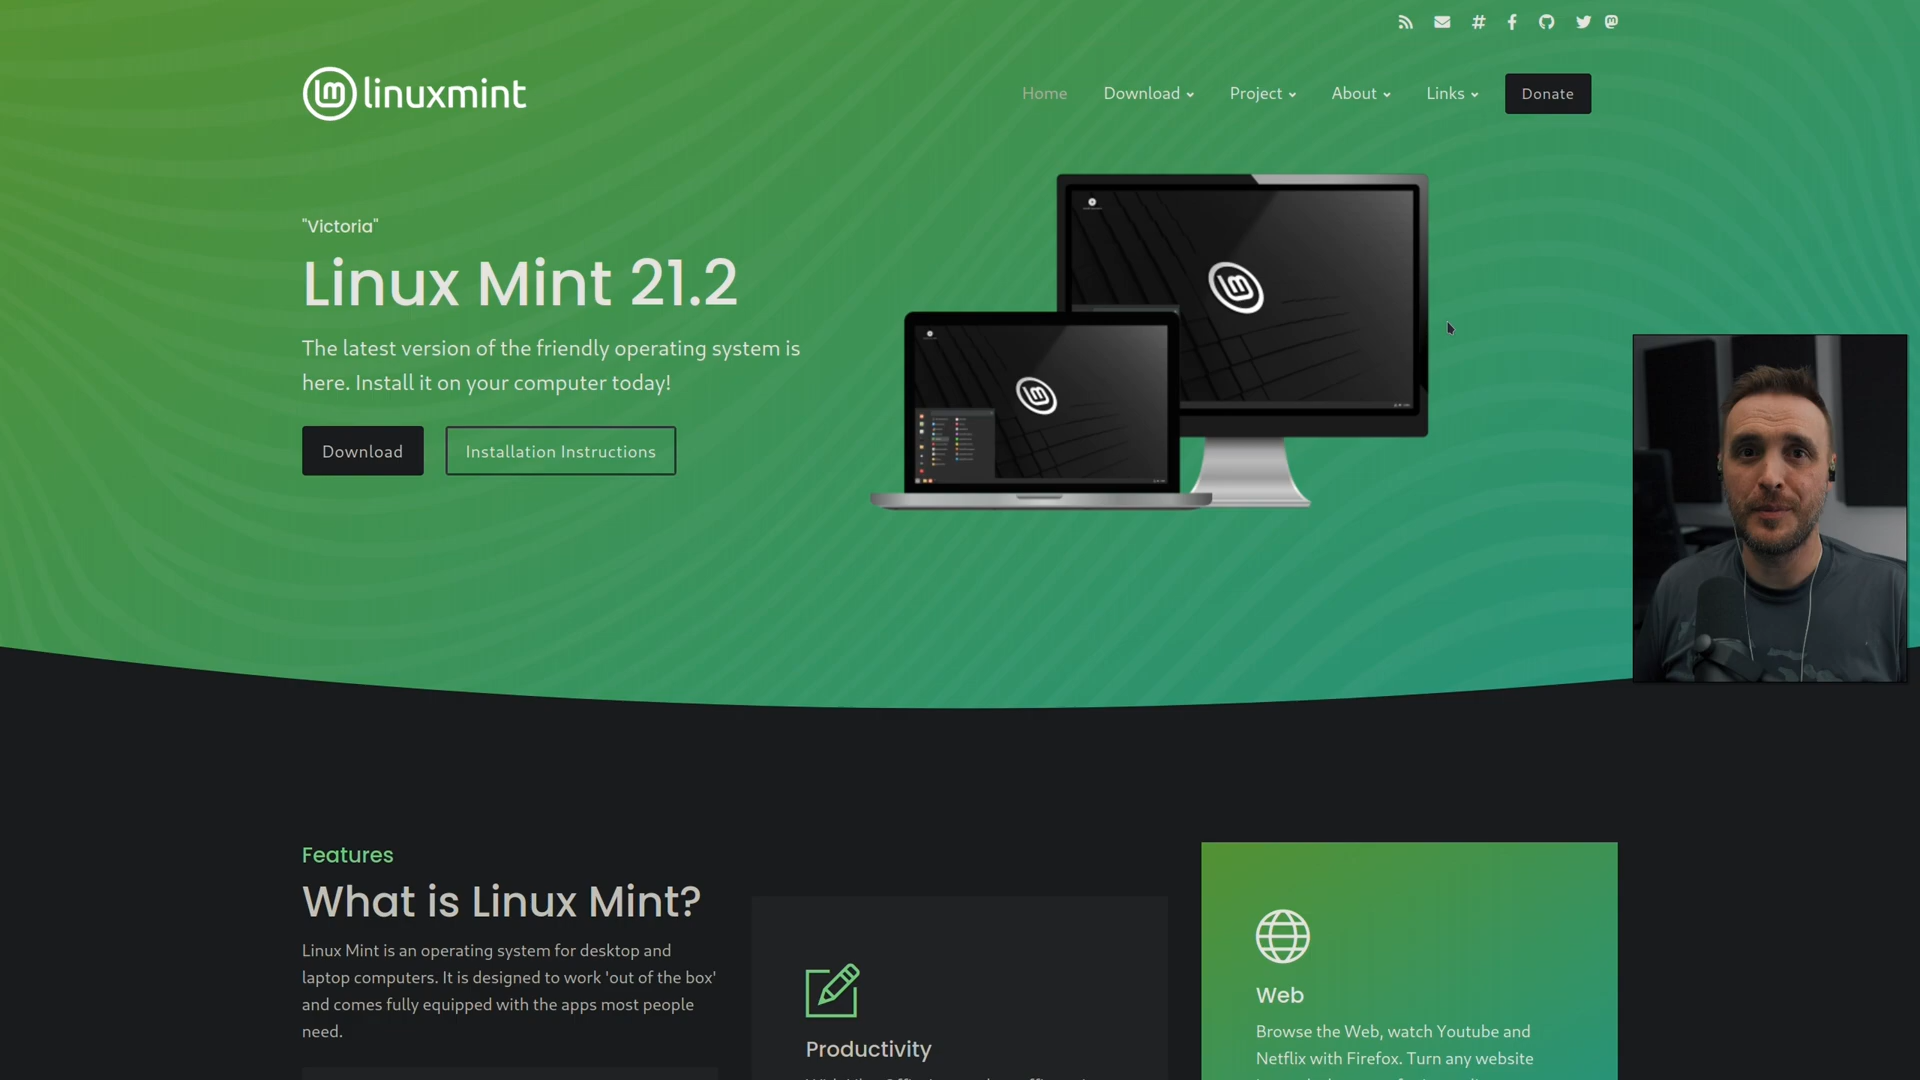 linuxmint
Home
Download
Project
About
Links
Donate
"Victoria"
Linux Mint 21.2
The latest version of the friendly operating system is
here. Install it on your computer today!
Download
Installation Instructions
Features
What is Linux Mint?
Linux Mint is an operating system for desktop and
laptop computers. It is designed to work 'out of the box'
and comes fully equipped with the apps most people
need.
Productivity
Web
Browse the Web, watch Youtube and
Netflix with Firefox. Turn any website